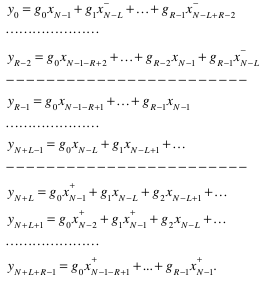 y_0 = g_0 x_{N-1} + g_1 x^-_{N-L} + ... + g_{R-1} x^-_{N-L+R-2}
.....................
y_{R-2} = g_0 x_{N-1-R+2} + ... + g_{R-2} x_{N-1} + g_{R-1} x^-_{N-L}
------------------------
y_{R-1} = g_0 x_{N-1-R+1} + ... + g_{R-1} x_{N-1}
.....................
y_{N+L-1} = g_0 x_{N-L} + g_1 x_{N-L+1} + ...
------------------------
y_{N+L} = g_0 x^+_{N-1} + g_1 x_{N-L} + g_2 x_{N-L+1} + ...
y_{N+L+1} = g_0 x^+_{N-2} + g_1 x^+_{N-1} + g_2 x_{N-L} + ...
.....................
y_{N+L+R-1} = g_0 x^+_{N-1-R+1} + ... + g_{R-1} x^+_{N-1}.